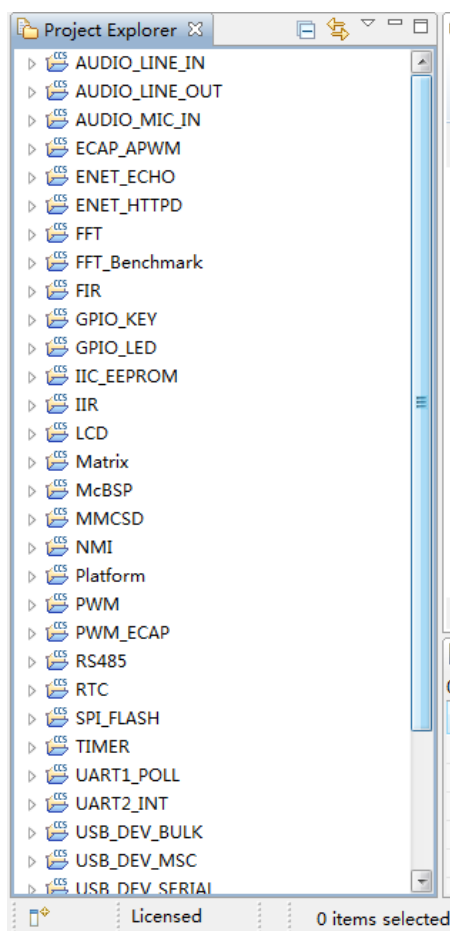 Project Explorer
AUDIO_LINE_IN
AUDIO_LINE_OUT
AUDIO_MIC_IN
ECAP_APWM
ENET_ECHO
ENET_HTTPD
FFT
FFT_Benchmark
FIR
GPIO_KEY
GPIO_LED
IIC_EEPROM
IIR
LCD
Matrix
McBSP
MMCSD
NMI
Platform
PWM
PWM_ECAP
RS485
RTC
SPI_FLASH
TIMER
UART1_POLL
UART2_INT
USB_DEV_BULK
USB_DEV_MSC
USB_DEV_SERIAL
Licensed 0 items selected